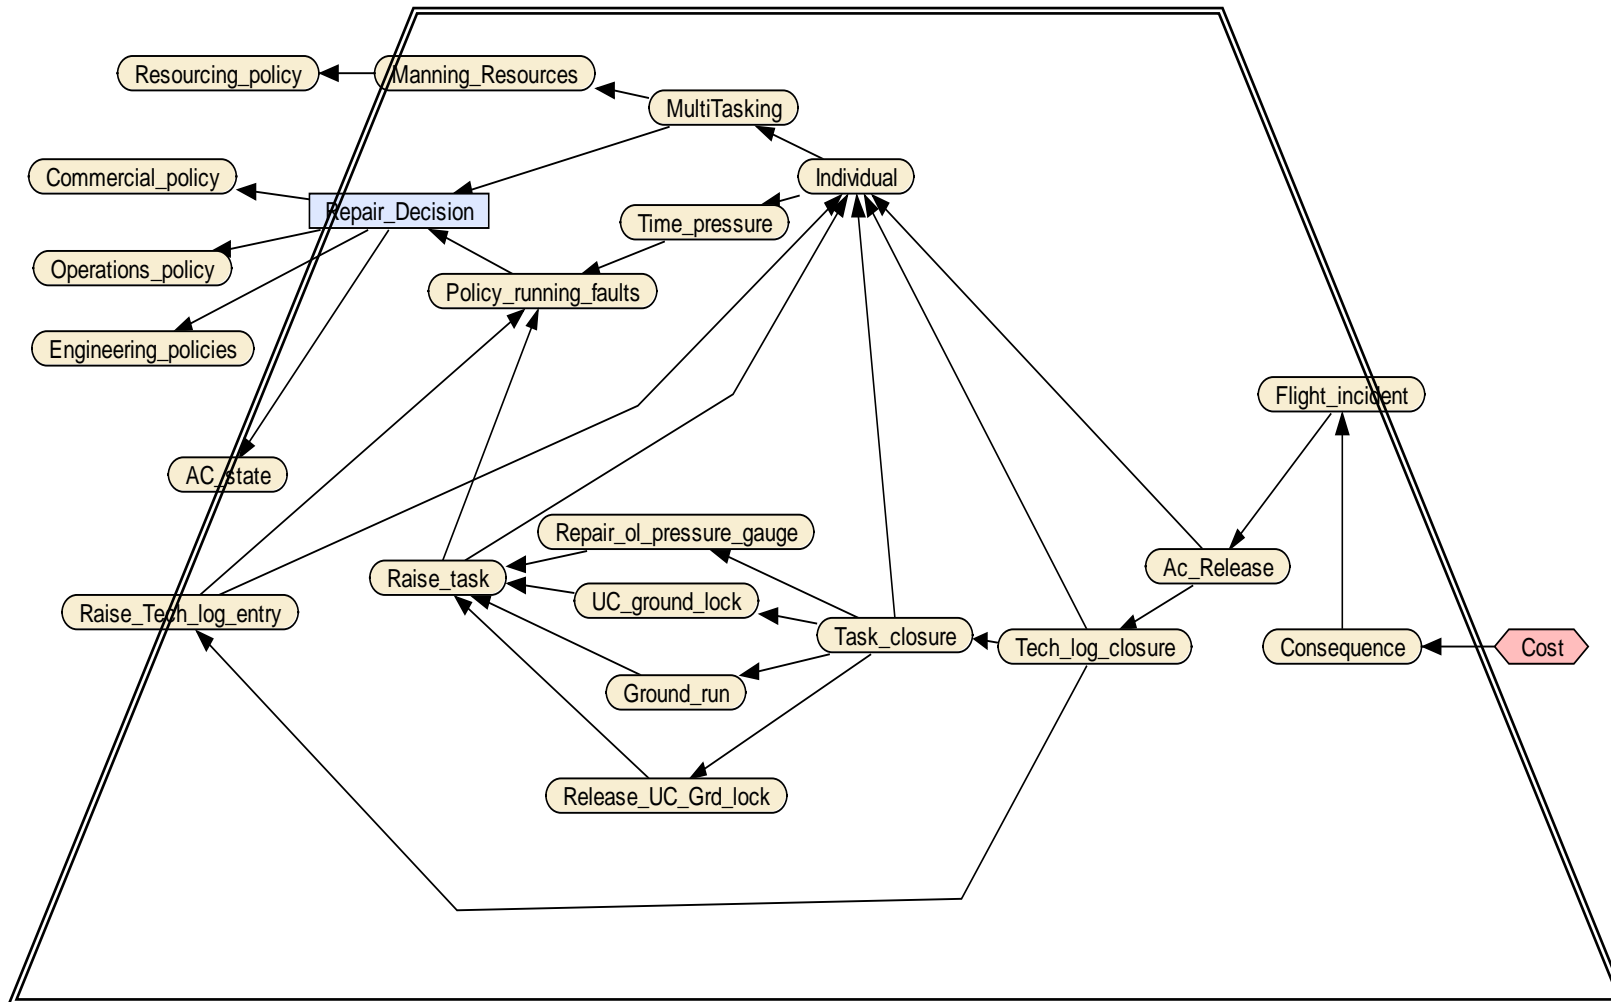 Resourcing_policy
Manning_Resources
MultiTasking
Commercial_policy
Individual
Repair_Decision
Time_pressure
Operations_policy
Policy_running_faults
Engineering_policies
Flight_incident
AC_state
Repair_ol_pressure_gauge
Ac_Release
Raise_task
UC_ground_lock
Raise_Tech_log_entry
Task_closure
Tech_log_closure
Consequence
Cost
Ground_run
Release_UC_Grd_lock